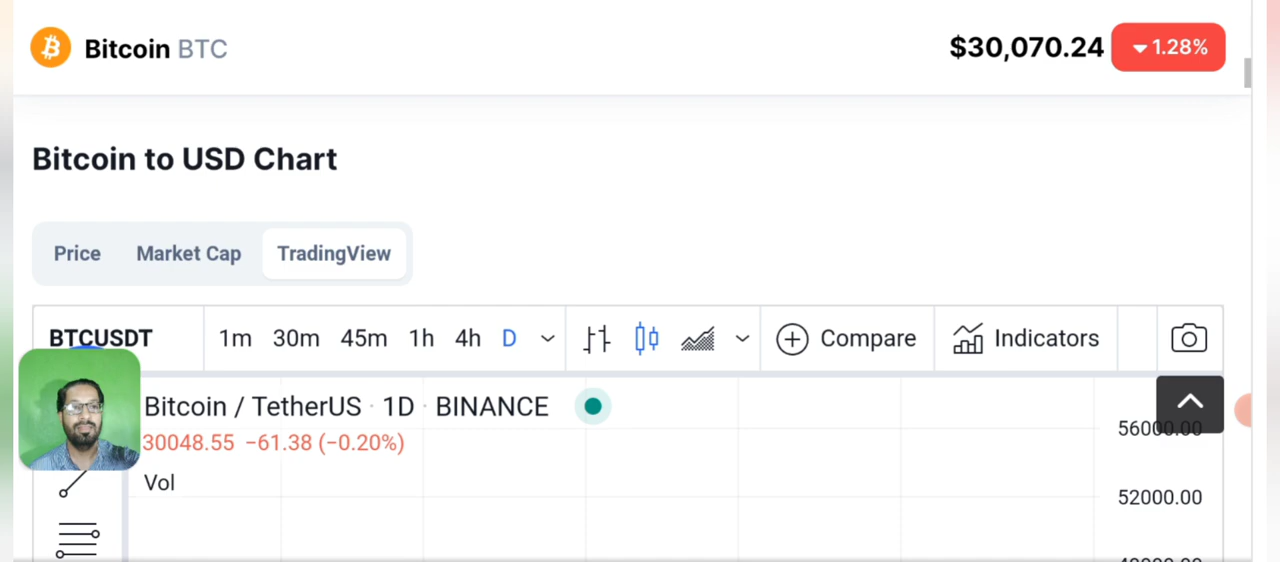 Bitcoin BTC $30,070.24 1.28%
Bitcoin to USD Chart
Price Market Cap TradingView
BTCUSDT 1m 30m 45m 1h 4h D Compare Indicators
Bitcoin / TetherUS · 1D · BINANCE
56000.00
30048.55 −61.38 (−0.20%)
Vol
52000.00